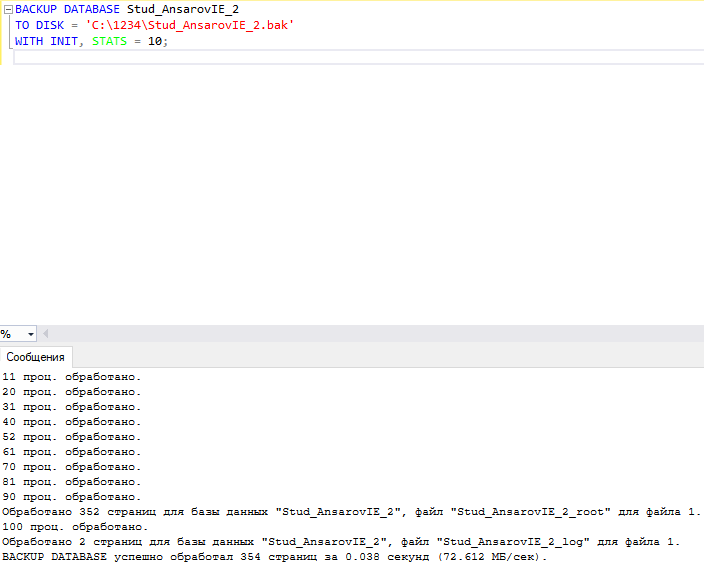 BACKUP DATABASE Stud_AnsarovIE_2
TO DISK = 'C:\1234\Stud_AnsarovIE_2.bak'
WITH INIT, STATS = 10;
%
Сообщения
11 проц. обработано.
20 проц. обработано.
31 проц. обработано.
40 проц. обработано.
52 проц. обработано.
61 проц. обработано.
70 проц. обработано.
81 проц. обработано.
90 проц. обработано.
Обработано 352 страниц для базы данных "Stud_AnsarovIE_2", файл "Stud_AnsarovIE_2_root" для файла 1.
100 проц. обработано.
Обработано 2 страниц для базы данных "Stud_AnsarovIE_2", файл "Stud_AnsarovIE_2_log" для файла 1.
BACKUP DATABASE успешно обработал 354 страниц за 0.038 секунд (72.612 МБ/сек).